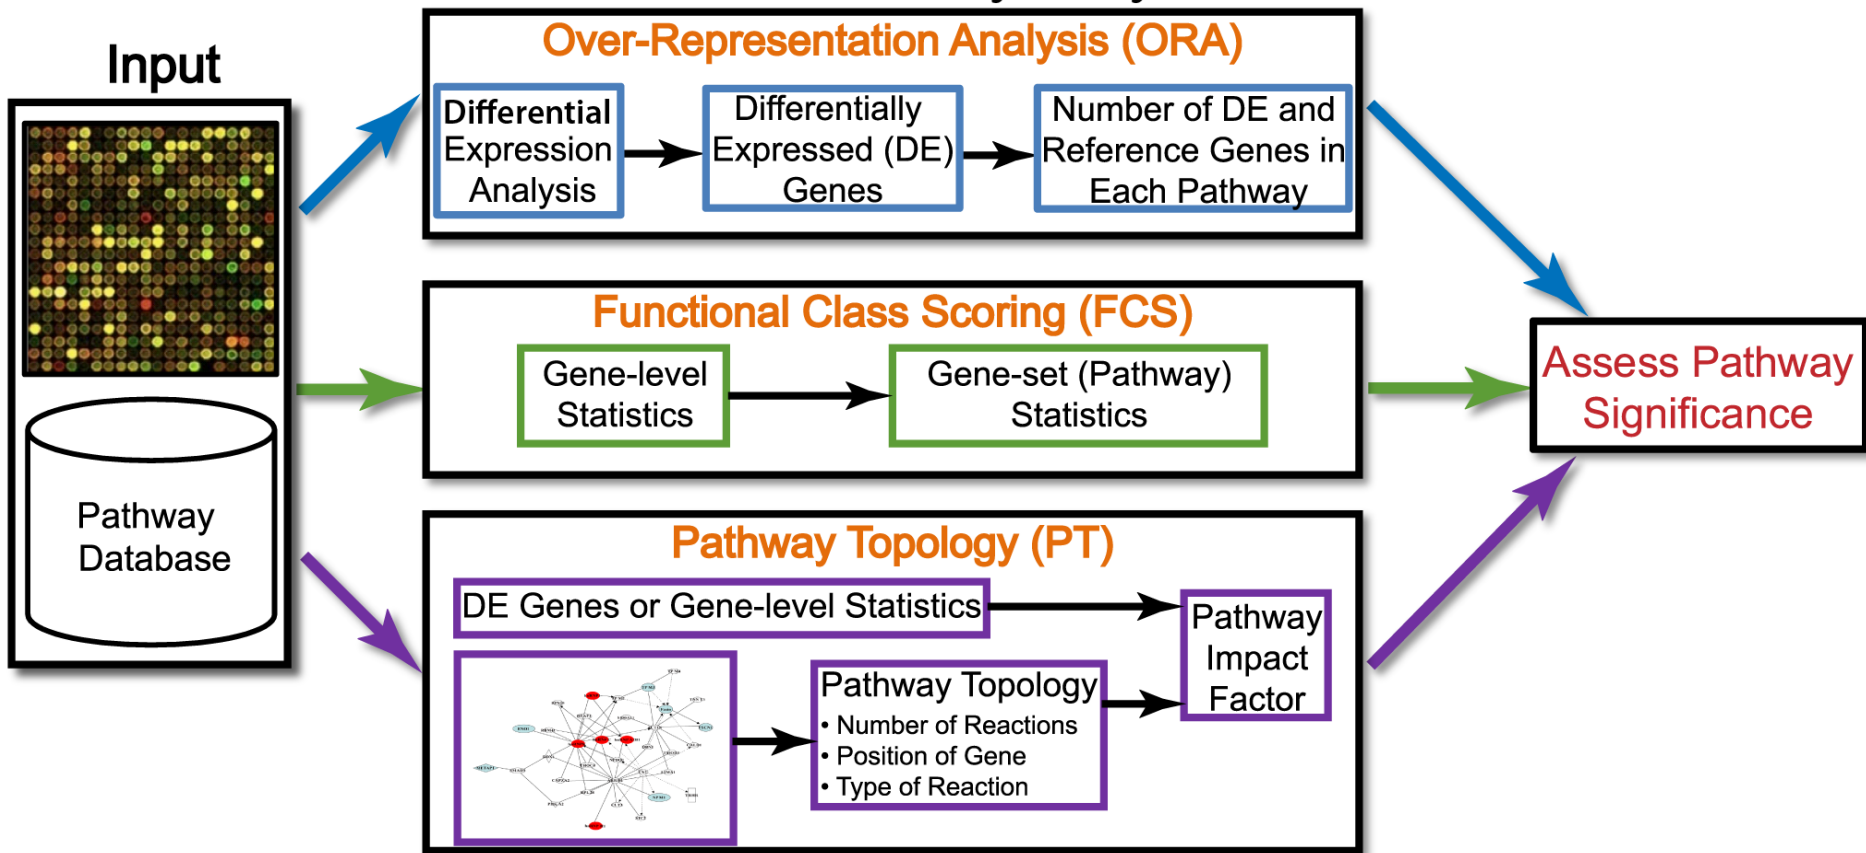 Input
Pathway
Database
Over-Representation Analysis (ORA)
Differential
Expression
Analysis
Differentially
Expressed (DE)
Genes
Number of DE and
Reference Genes in
Each Pathway
Functional Class Scoring (FCS)
Gene-level
Statistics
Gene-set (Pathway)
Statistics
Pathway Topology (PT)
DE Genes or Gene-level Statistics
Pathway Topology
• Number of Reactions
• Position of Gene
• Type of Reaction
Pathway
Impact
Factor
Assess Pathway
Significance